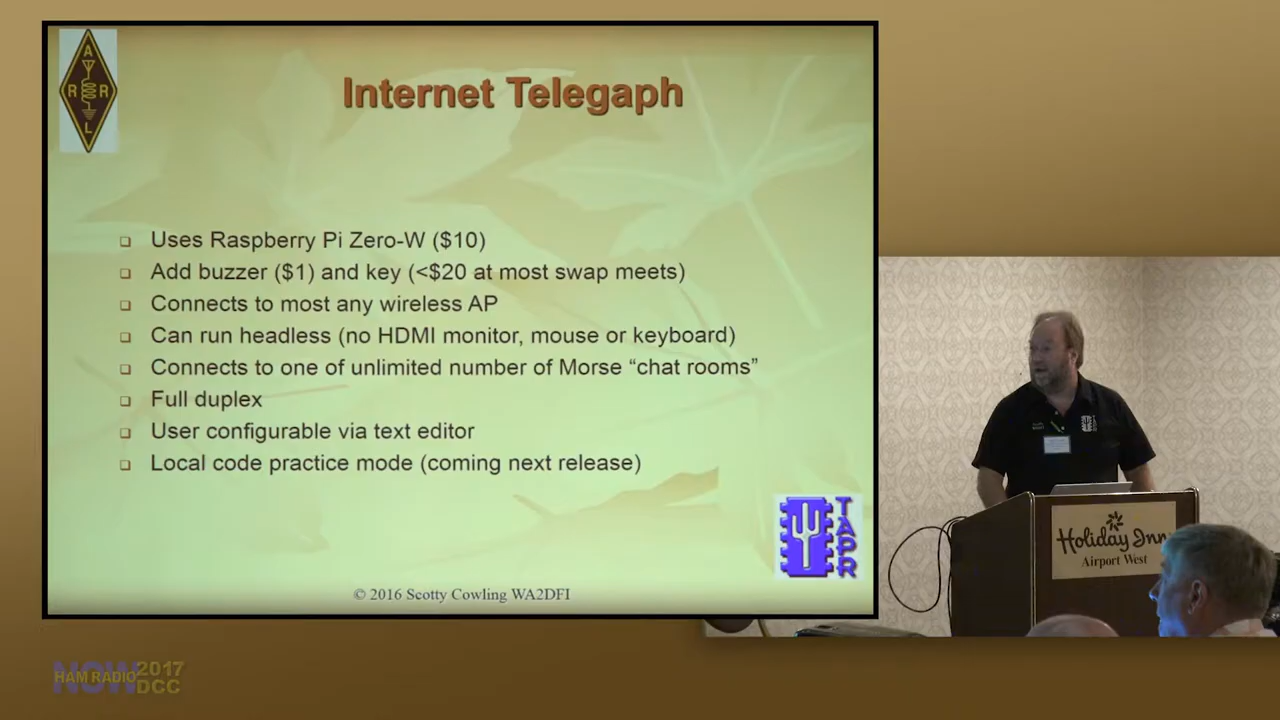 A
R R
L
Internet Telegaph
❑ Uses Raspberry Pi Zero-W ($10)
❑ Add buzzer ($1) and key (<$20 at most swap meets)
❑ Connects to most any wireless AP
❑ Can run headless (no HDMI monitor, mouse or keyboard)
❑ Connects to one of unlimited number of Morse “chat rooms”
❑ Full duplex
❑ User configurable via text editor
❑ Local code practice mode (coming next release)
TAPR
© 2016 Scotty Cowling WA2DFI
Holiday Inn
Airport West
NOW
HAM RADIO 2017
DCC